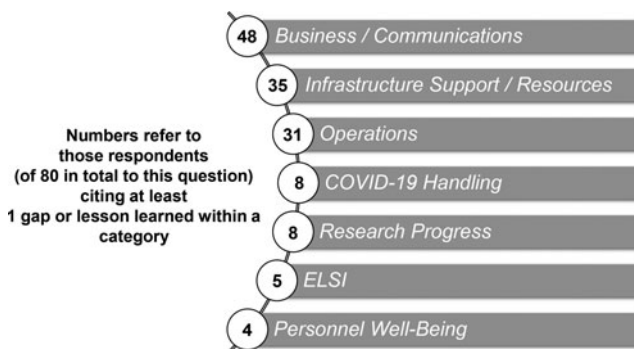 48 Business / Communications
35 Infrastructure Support / Resources
31 Operations
8 COVID-19 Handling
8 Research Progress
5 ELSI
4 Personnel Well-Being
Numbers refer to
those respondents
(of 80 in total to this question)
citing at least
1 gap or lesson learned within a
category